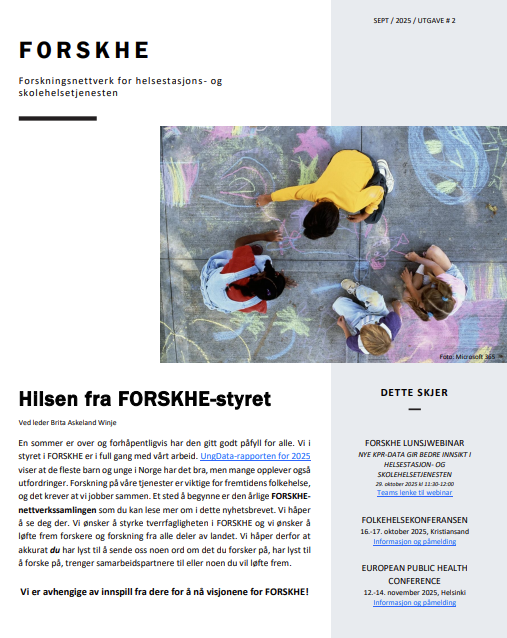 SEPT / 2025 / UTGAVE # 2
FORSKHE
Forskningsnettverk for helsestasjons- og
skolehelsetjenesten
Foto: Microsoft 365
Hilsen fra FORSKHE-styret
Ved leder Brita Askeland Winje
En sommer er over og forhåpentligvis har den gitt godt påfyll for alle. Vi i
styret i FORSKHE er i full gang med vårt arbeid. UngData-rapporten for 2025
viser at de fleste barn og unge i Norge har det bra, men mange opplever også
utfordringer. Forskning på våre tjenester er viktige for fremtidens folkehelse,
og det krever at vi jobber sammen. Et sted å begynne er den årlige FORSKHE-
nettverkssamlingen som du kan lese mer om i dette nyhetsbrevet. Vi håper
å se deg der. Vi ønsker å styrke tverrfagligheten i FORSKHE og vi ønsker å
løfte frem forskere og forskning fra alle deler av landet. Vi håper derfor at
akkurat du har lyst til å sende oss noen ord om det du forsker på, har lyst til
å forske på, trenger samarbeidspartnere til eller noen du vil løfte frem.
Vi er avhengige av innspill fra dere for å nå visjonene for FORSKHE!
DETTE SKJER
FORSKHE LUNSJWEBINAR
NYE KPR-DATA GIR BEDRE INNSIKT I
HELSESTASJON- OG
SKOLEHELSETJENESTEN
29. oktober 2025 kl 11:30-12:00
Teams lenke til webinar
FOLKEHELSEKONFERANSEN
16.-17. oktober 2025, Kristiansand
Informasjon og påmelding
EUROPEAN PUBLIC HEALTH
CONFERENCE
12.-14. november 2025, Helsinki
Informasjon og påmelding